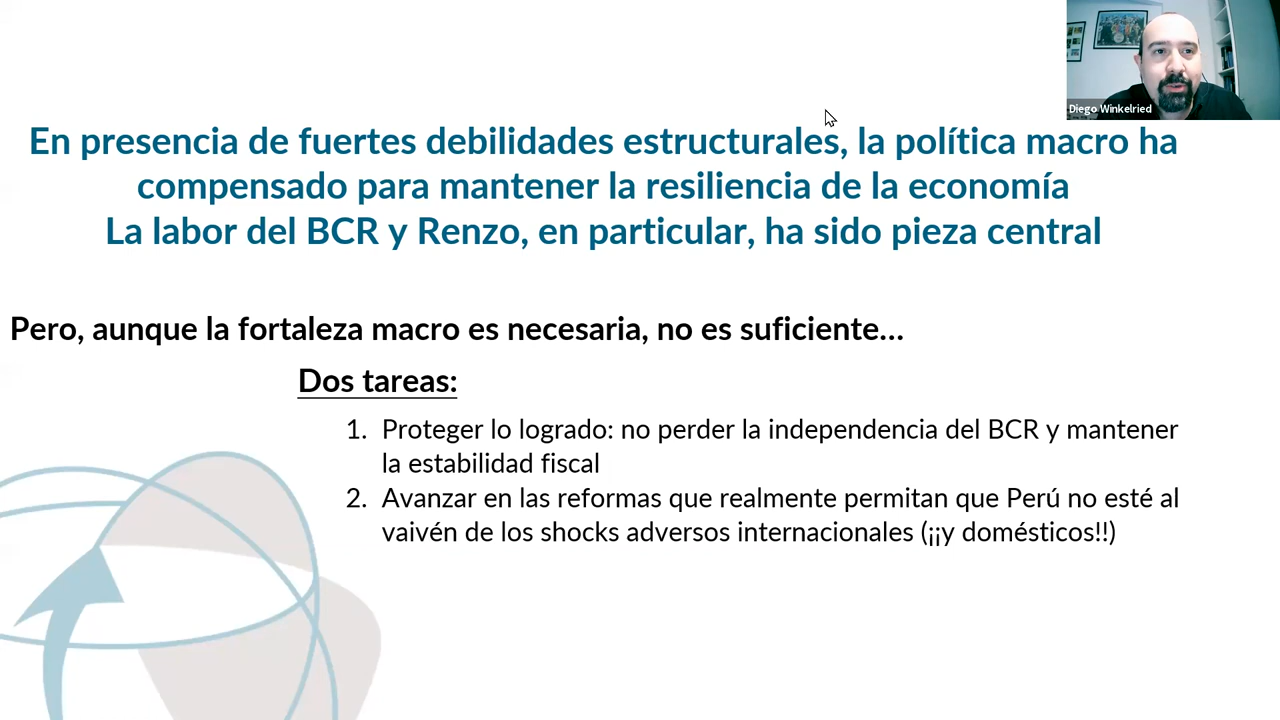 Diego Winkelried
En presencia de fuertes debilidades estructurales, la política macro ha
compensado para mantener la resiliencia de la economía
La labor del BCR y Renzo, en particular, ha sido pieza central
Pero, aunque la fortaleza macro es necesaria, no es suficiente...
Dos tareas:
1. Proteger lo logrado: no perder la independencia del BCR y mantener
la estabilidad fiscal
2. Avanzar en las reformas que realmente permitan que Perú no esté al
vaivén de los shocks adversos internacionales (¡¡y domésticos!!)